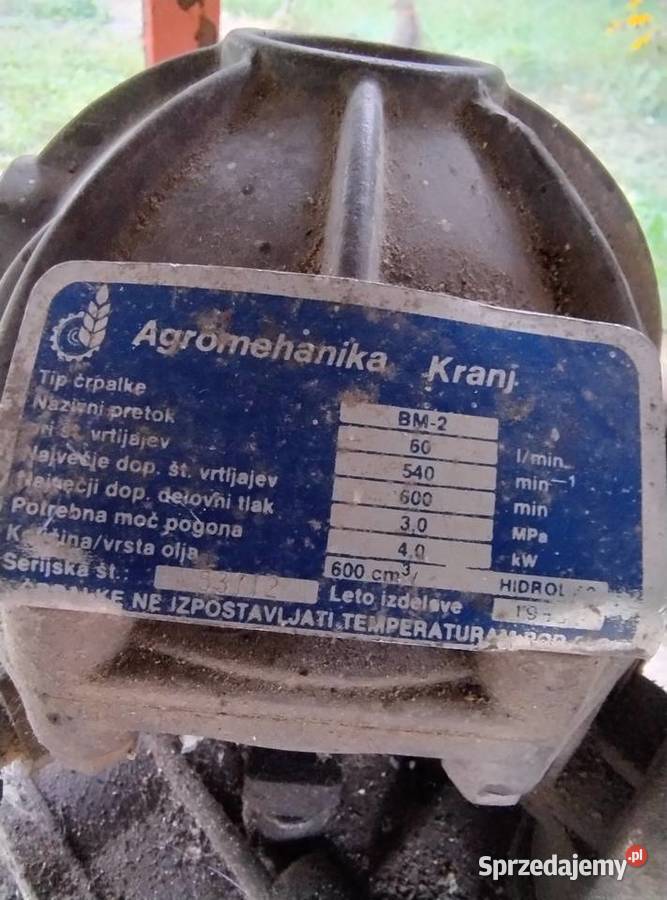 Agromehanika Kranj
Tip črpalke BM-2
Nazivni pretok 60 l/min
št. vrtljajev 540 min⁻¹
Največje dop. št. vrtljajev 600 min
Največji dop. delovni tlak 3,0 MPa
Potrebna moč pogona 4,0 kW
Količina/vrsta olja 600 cm³/ HIDROL
Serijska št.: Leto izdelave
NE IZPOSTAVLJATI TEMPERATURAM POD
Sprzedajemy.pl